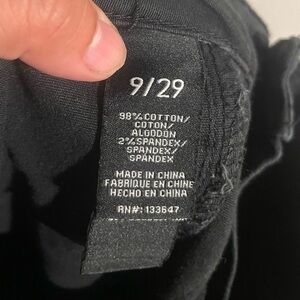 9/29
98% COTTON/
COTON/
ALGODÓN
2% SPANDEX/
SPANDEX/
SPANDEX
MADE IN CHINA
FABRIQUE EN CHINE
HECHO EN CHINA
RN#: 133647